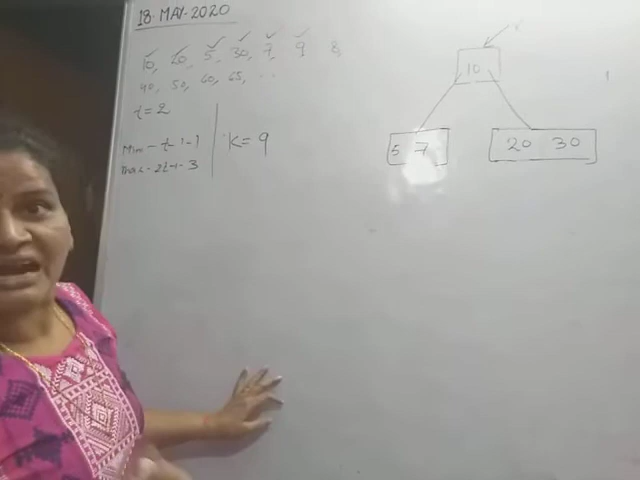 18. MAY. 2020
10, 20, 5, 30, 7, 9 8,
40, 50, 60, 65, ..
t = 2
Min - t-1-1
Max - 2t-1-3
K = 9
10
5 7
20 30